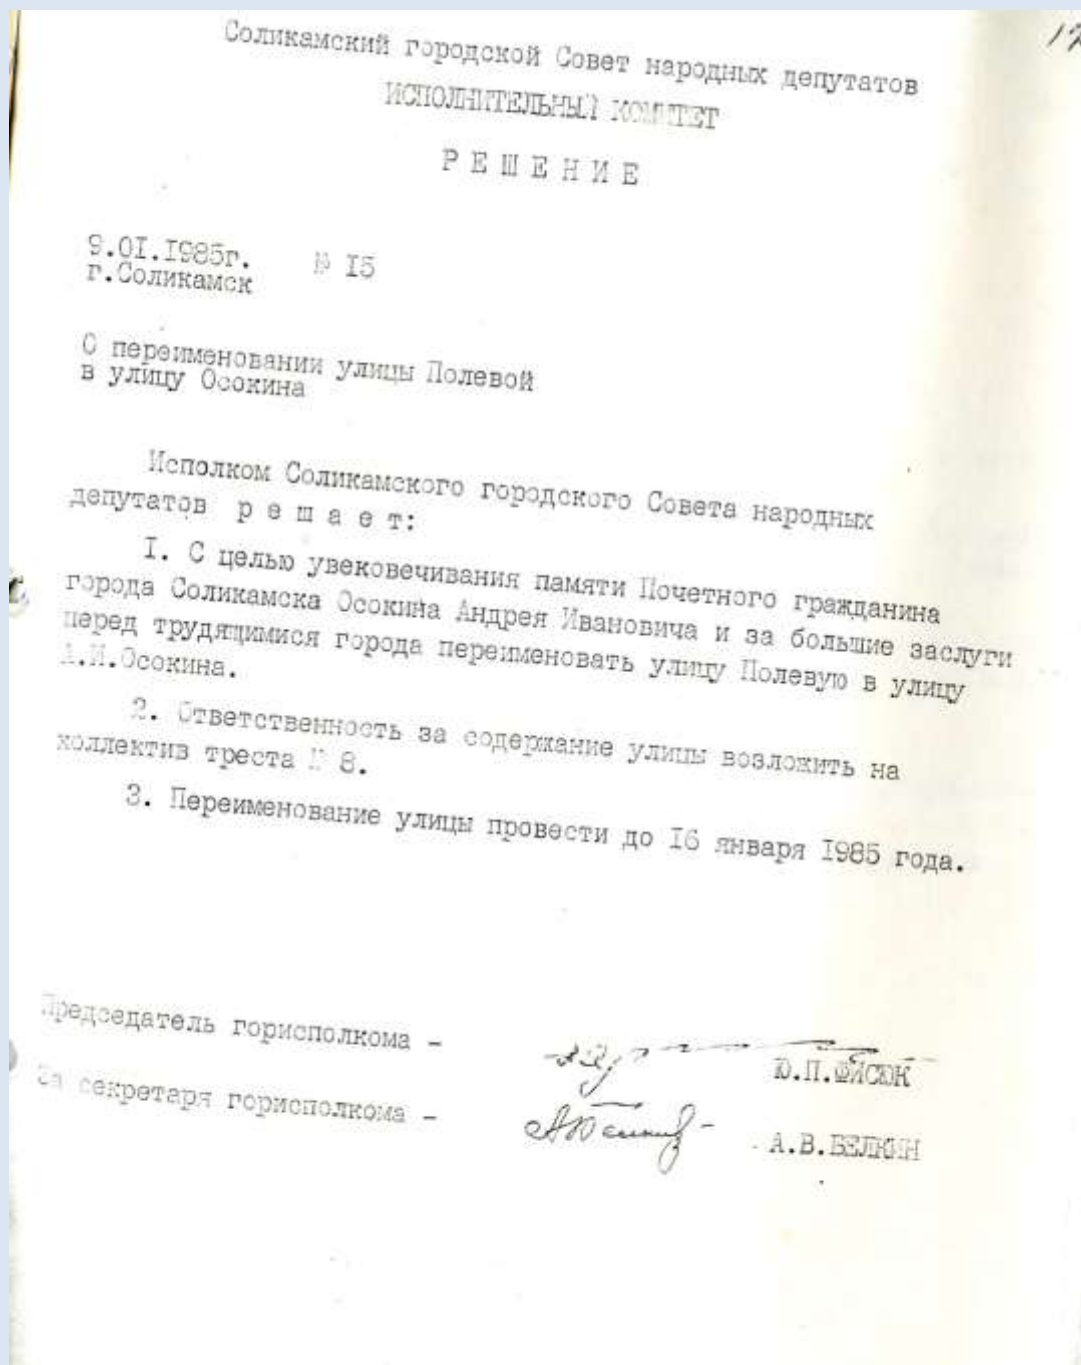 12
Соликамский городской Совет народных депутатов
ИСПОЛНИТЕЛЬНЫЙ КОМИТЕТ
Р Е Ш Е Н И Е
9.01.1985г. № 15
г.Соликамск
О переименовании улицы Полевой
в улицу Осокина
Исполком Соликамского городского Совета народных
депутатов р е ш а е т:
1. С целью увековечивания памяти Почетного гражданина
города Соликамска Осокина Андрея Ивановича и за большие заслуги
перед трудящимися города переименовать улицу Полевую в улицу
А.И.Осокина.
2. Ответственность за содержание улицы возложить на
коллектив треста № 8.
3. Переименование улицы провести до 16 января 1985 года.
Председатель горисполкома -
Ю.П.ФИСЮК
За секретаря горисполкома -
А.В.БЕЛКИН